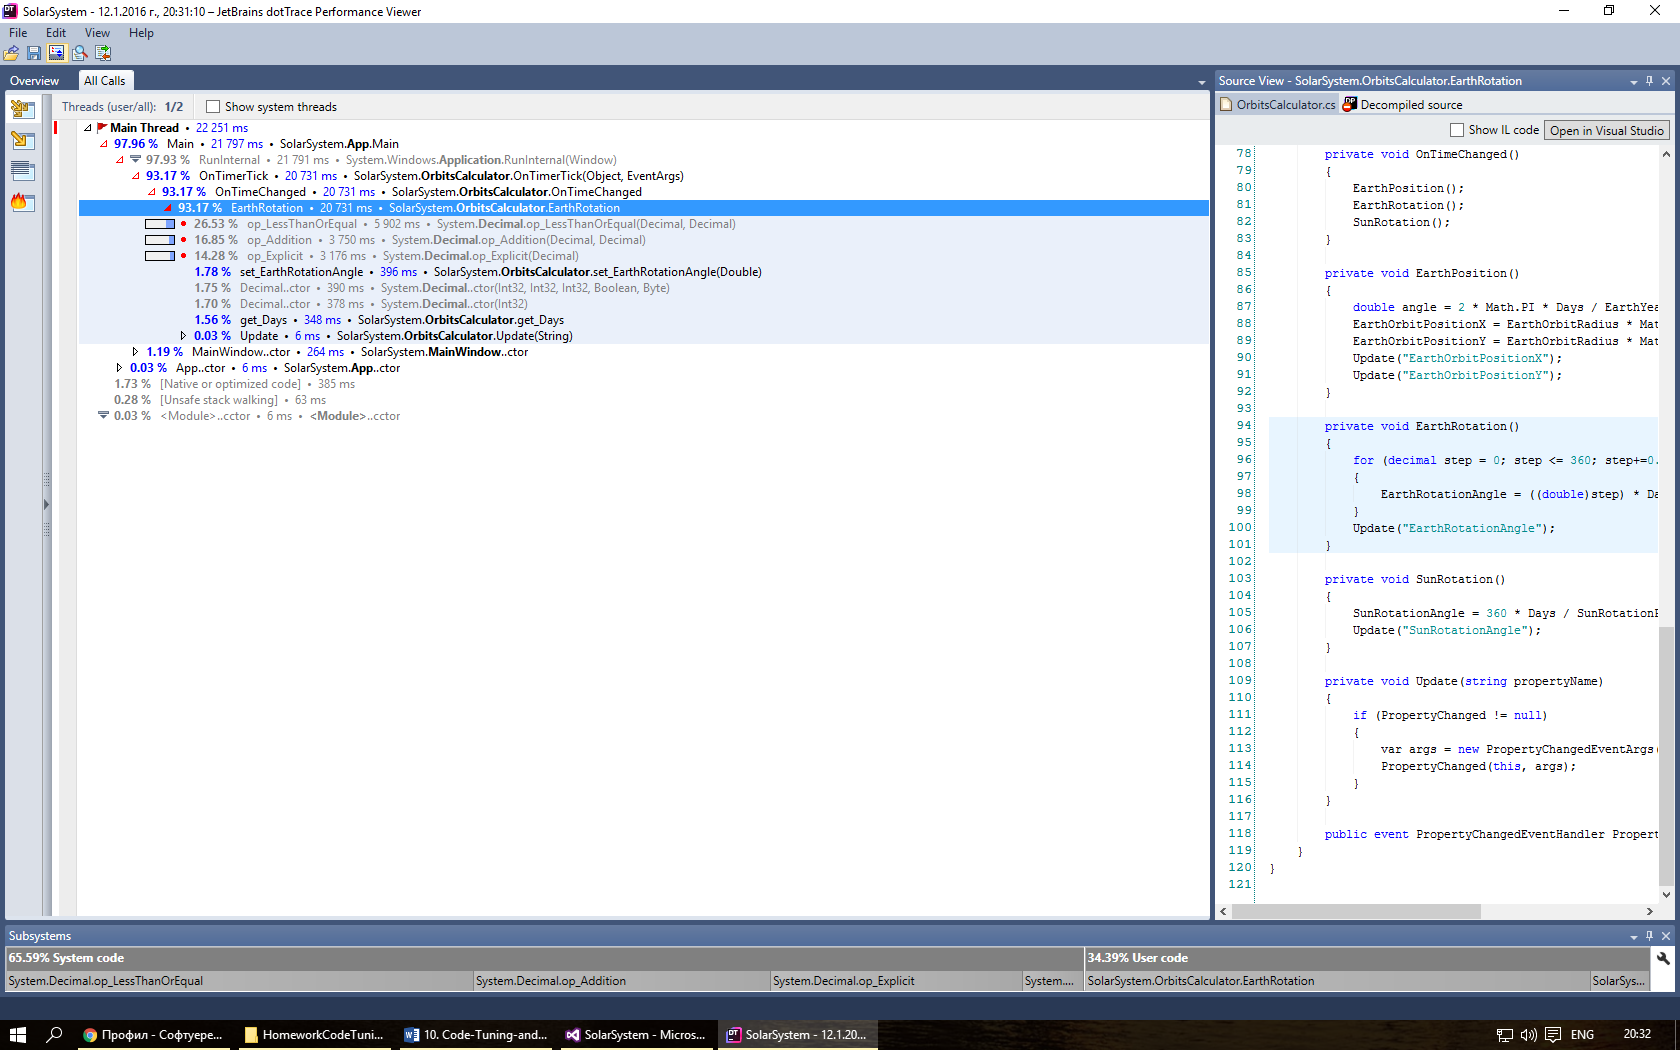 SolarSystem - 12.1.2016 г., 20:31:10 – JetBrains dotTrace Performance Viewer
File Edit View Help
Overview All Calls
Threads (user/all): 1/2 Show system threads
Main Thread • 22 251 ms
97.96 % Main • 21 797 ms • SolarSystem.App.Main
97.93 % RunInternal • 21 791 ms • System.Windows.Application.RunInternal(Window)
93.17 % OnTimerTick • 20 731 ms • SolarSystem.OrbitsCalculator.OnTimerTick(Object, EventArgs)
93.17 % OnTimeChanged • 20 731 ms • SolarSystem.OrbitsCalculator.OnTimeChanged
93.17 % EarthRotation • 20 731 ms • SolarSystem.OrbitsCalculator.EarthRotation
26.53 % op_LessThanOrEqual • 5 902 ms • System.Decimal.op_LessThanOrEqual(Decimal, Decimal)
16.85 % op_Addition • 3 750 ms • System.Decimal.op_Addition(Decimal, Decimal)
14.28 % op_Explicit • 3 176 ms • System.Decimal.op_Explicit(Decimal)
1.78 % set_EarthRotationAngle • 396 ms • SolarSystem.OrbitsCalculator.set_EarthRotationAngle(Double)
1.75 % Decimal..ctor • 390 ms • System.Decimal..ctor(Int32, Int32, Int32, Boolean, Byte)
1.70 % Decimal..ctor • 378 ms • System.Decimal..ctor(Int32)
1.56 % get_Days • 348 ms • SolarSystem.OrbitsCalculator.get_Days
0.03 % Update • 6 ms • SolarSystem.OrbitsCalculator.Update(String)
1.19 % MainWindow..ctor • 264 ms • SolarSystem.MainWindow..ctor
0.03 % App..ctor • 6 ms • SolarSystem.App..ctor
1.73 % [Native or optimized code] • 385 ms
0.28 % [Unsafe stack walking] • 63 ms
0.03 % <Module>..cctor • 6 ms • <Module>..cctor
Source View - SolarSystem.OrbitsCalculator.EarthRotation
OrbitsCalculator.cs Decompiled source
Show IL code Open in Visual Studio
78 private void OnTimeChanged()
79 {
80 EarthPosition();
81 EarthRotation();
82 SunRotation();
83 }
84
85 private void EarthPosition()
86 {
87 double angle = 2 * Math.PI * Days / EarthYea
88 EarthOrbitPositionX = EarthOrbitRadius * Mat
89 EarthOrbitPositionY = EarthOrbitRadius * Mat
90 Update("EarthOrbitPositionX");
91 Update("EarthOrbitPositionY");
92 }
93
94 private void EarthRotation()
95 {
96 for (decimal step = 0; step <= 360; step+=0.
97 {
98 EarthRotationAngle = ((double)step) * Da
99 }
100 Update("EarthRotationAngle");
101 }
102
103 private void SunRotation()
104 {
105 SunRotationAngle = 360 * Days / SunRotationP
106 Update("SunRotationAngle");
107 }
108
109 private void Update(string propertyName)
110 {
111 if (PropertyChanged != null)
112 {
113 var args = new PropertyChangedEventArgs(
114 PropertyChanged(this, args);
115 }
116 }
117
118 public event PropertyChangedEventHandler Propert
119 }
120 }
121
Subsystems
65.59% System code 34.39% User code
System.Decimal.op_LessThanOrEqual System.Decimal.op_Addition System.Decimal.op_Explicit System.... SolarSystem.OrbitsCalculator.EarthRotation SolarSys...
Профил - Софтуере... HomeworkCodeTuni... 10. Code-Tuning-and... SolarSystem - Micros... SolarSystem - 12.1.20... ENG 20:32